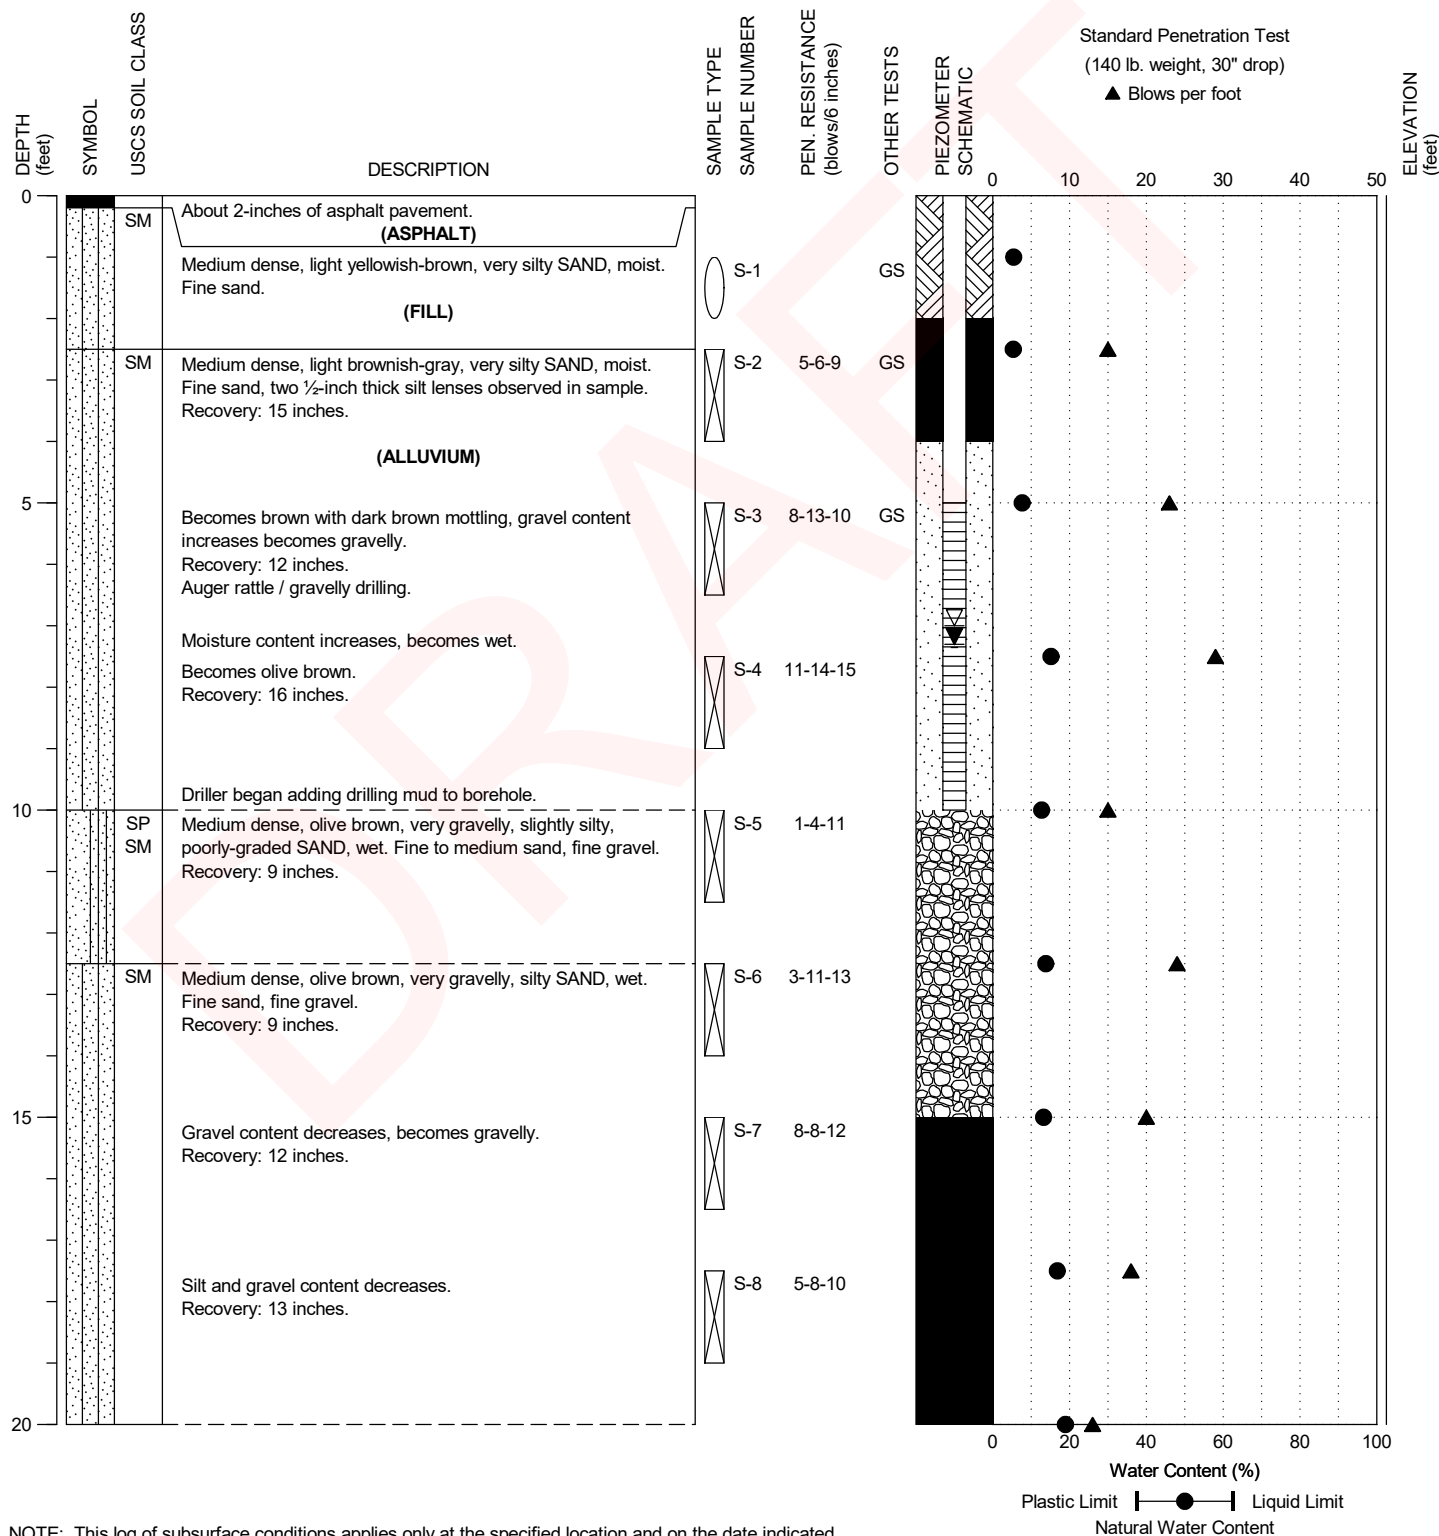 DEPTH
(feet)
SYMBOL
USCS SOIL CLASS
DESCRIPTION
SAMPLE TYPE
SAMPLE NUMBER
PEN. RESISTANCE
(blows/6 inches)
OTHER TESTS
PIEZOMETER
SCHEMATIC
Standard Penetration Test
(140 lb. weight, 30" drop)
▲ Blows per foot
ELEVATION
(feet)
0 10 20 30 40 50
0
SM
About 2-inches of asphalt pavement.
(ASPHALT)
Medium dense, light yellowish-brown, very silty SAND, moist.
Fine sand.
(FILL)
S-1 GS
SM
Medium dense, light brownish-gray, very silty SAND, moist.
Fine sand, two ½-inch thick silt lenses observed in sample.
Recovery: 15 inches.
S-2 5-6-9 GS
(ALLUVIUM)
5
Becomes brown with dark brown mottling, gravel content
increases becomes gravelly.
Recovery: 12 inches.
Auger rattle / gravelly drilling.
S-3 8-13-10 GS
Moisture content increases, becomes wet.
Becomes olive brown.
Recovery: 16 inches.
S-4 11-14-15
Driller began adding drilling mud to borehole.
10
SP
SM
Medium dense, olive brown, very gravelly, slightly silty,
poorly-graded SAND, wet. Fine to medium sand, fine gravel.
Recovery: 9 inches.
S-5 1-4-11
SM
Medium dense, olive brown, very gravelly, silty SAND, wet.
Fine sand, fine gravel.
Recovery: 9 inches.
S-6 3-11-13
15
Gravel content decreases, becomes gravelly.
Recovery: 12 inches.
S-7 8-8-12
Silt and gravel content decreases.
Recovery: 13 inches.
S-8 5-8-10
20
0 20 40 60 80 100
Water Content (%)
Plastic Limit Liquid Limit
Natural Water Content
NOTE: This log of subsurface conditions applies only at the specified location and on the date indicated
DRAFT